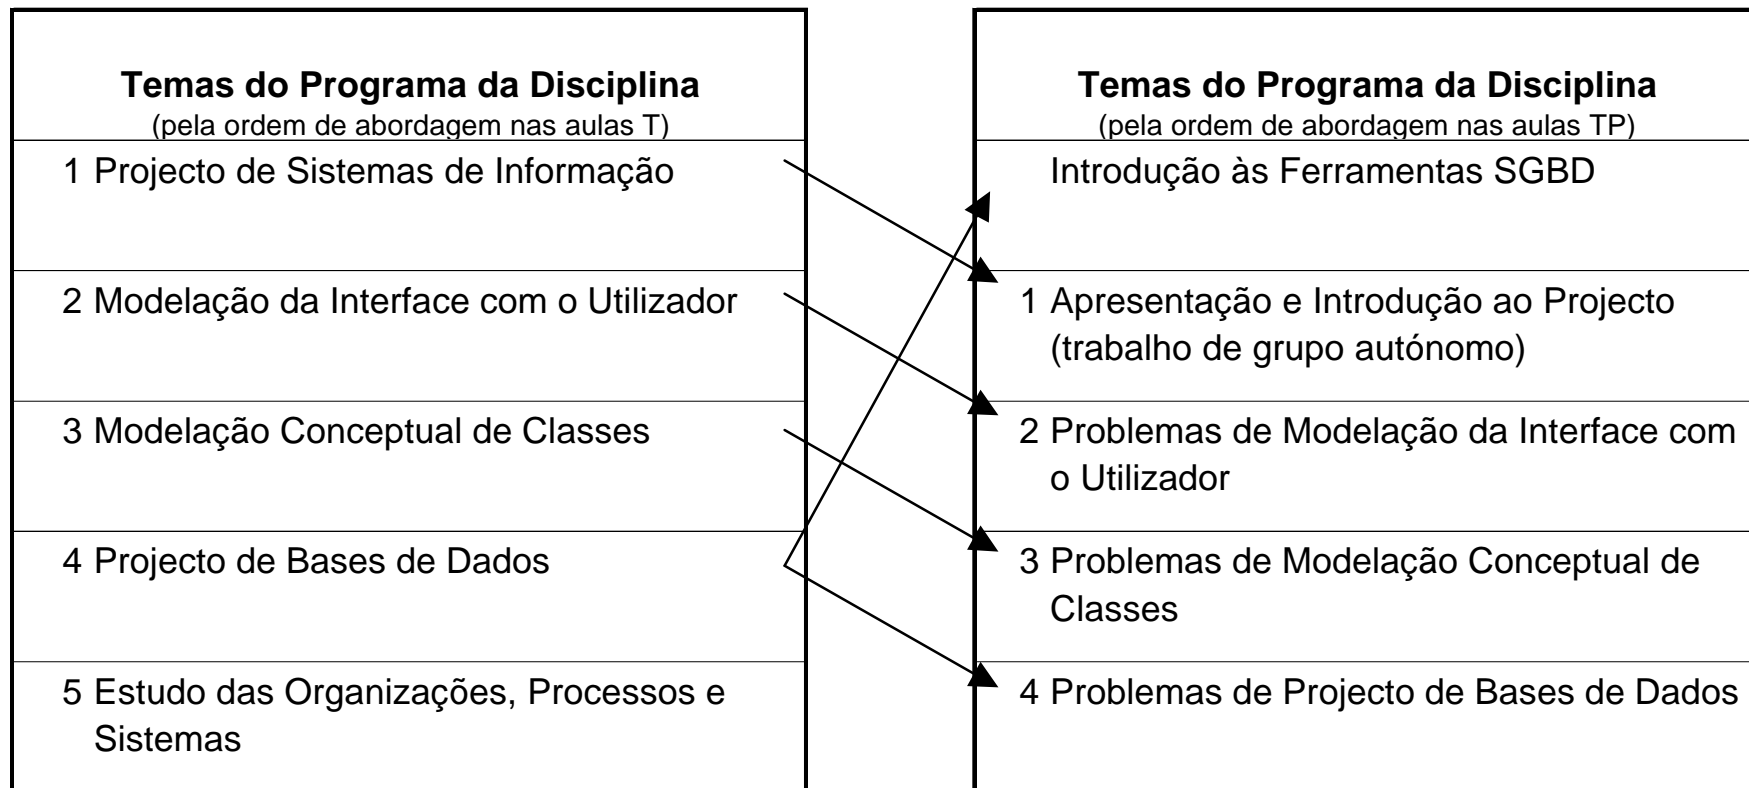 Temas do Programa da Disciplina
(pela ordem de abordagem nas aulas T)
1 Projecto de Sistemas de Informação
2 Modelação da Interface com o Utilizador
3 Modelação Conceptual de Classes
4 Projecto de Bases de Dados
5 Estudo das Organizações, Processos e
Sistemas
Temas do Programa da Disciplina
(pela ordem de abordagem nas aulas TP)
Introdução às Ferramentas SGBD
1 Apresentação e Introdução ao Projecto
(trabalho de grupo autónomo)
2 Problemas de Modelação da Interface com
o Utilizador
3 Problemas de Modelação Conceptual de
Classes
4 Problemas de Projecto de Bases de Dados